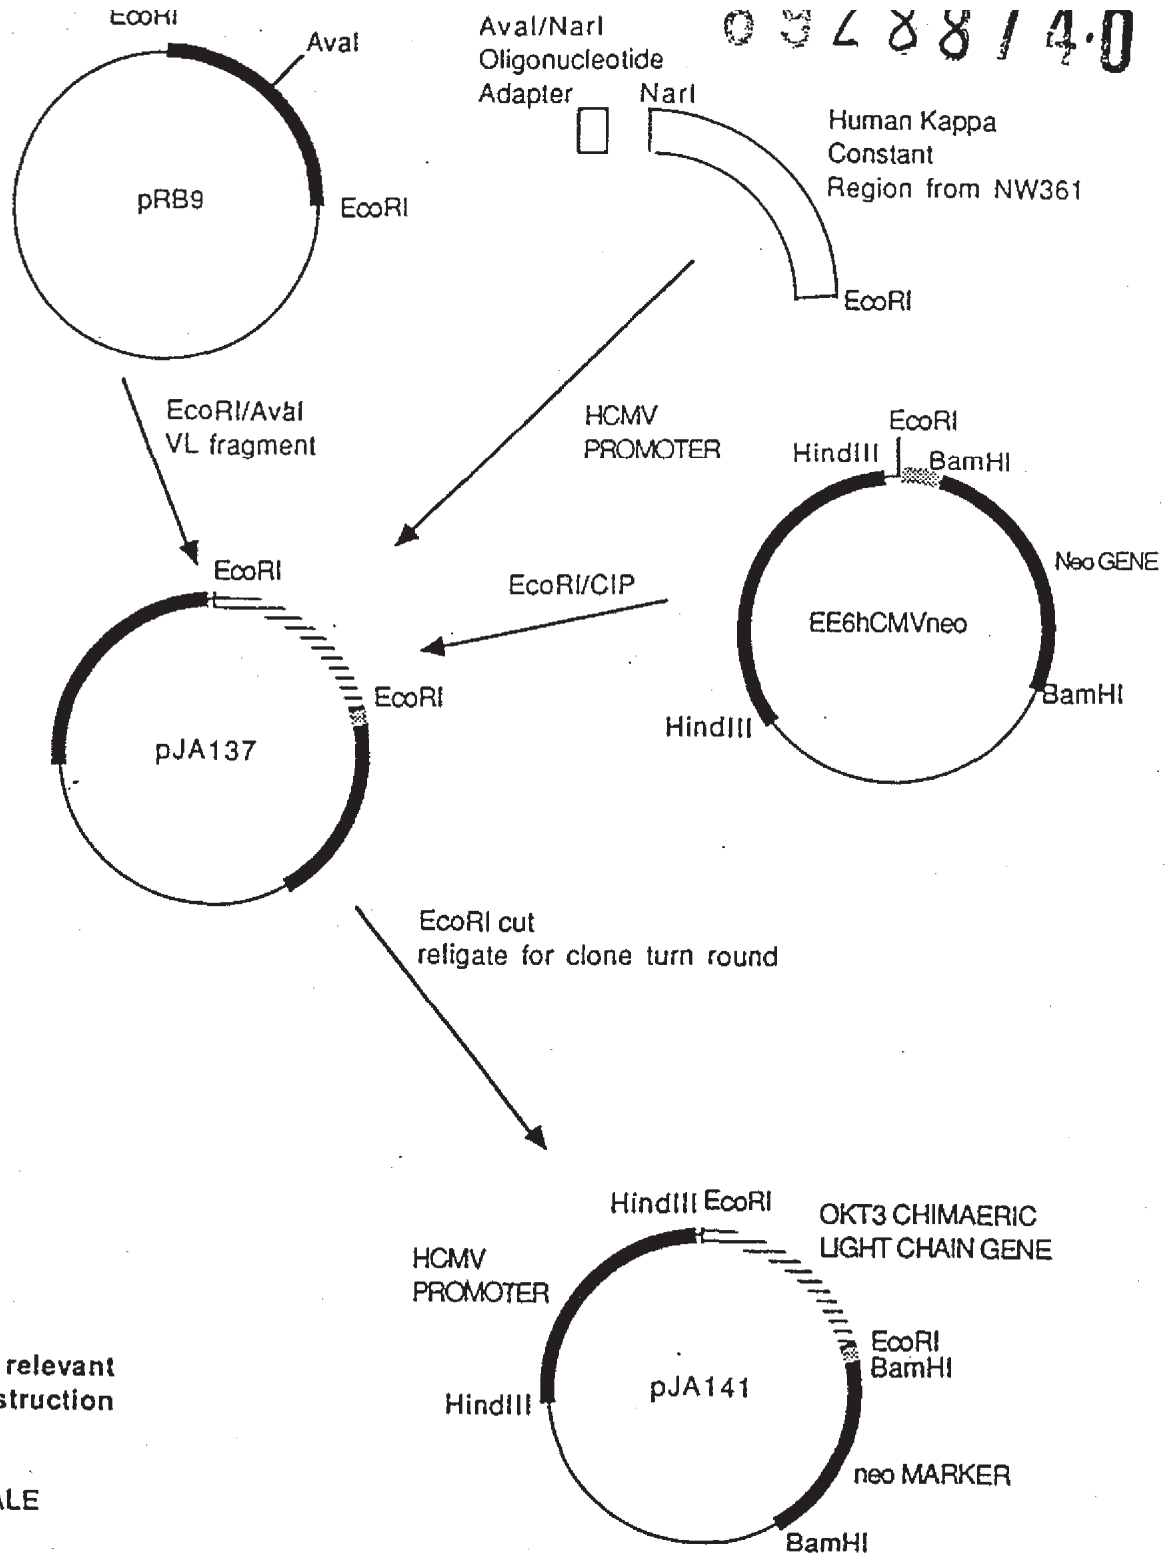 EcoRI
AvaI
pRB9
EcoRI
AvaI/NarI
Oligonucleotide
Adapter
NarI
Human Kappa
Constant
Region from NW361
EcoRI
EcoRI/AvaI
VL fragment
HCMV
PROMOTER
EcoRI
HindIII
BamHI
Neo GENE
EE6hCMVneo
BamHI
HindIII
EcoRI/CIP
EcoRI
EcoRI
pJA137
EcoRI cut
religate for clone turn round
HindIII EcoRI
OKT3 CHIMAERIC
LIGHT CHAIN GENE
HCMV
PROMOTER
EcoRI
BamHI
pJA141
HindIII
neo MARKER
BamHI
relevant
struction
ALE